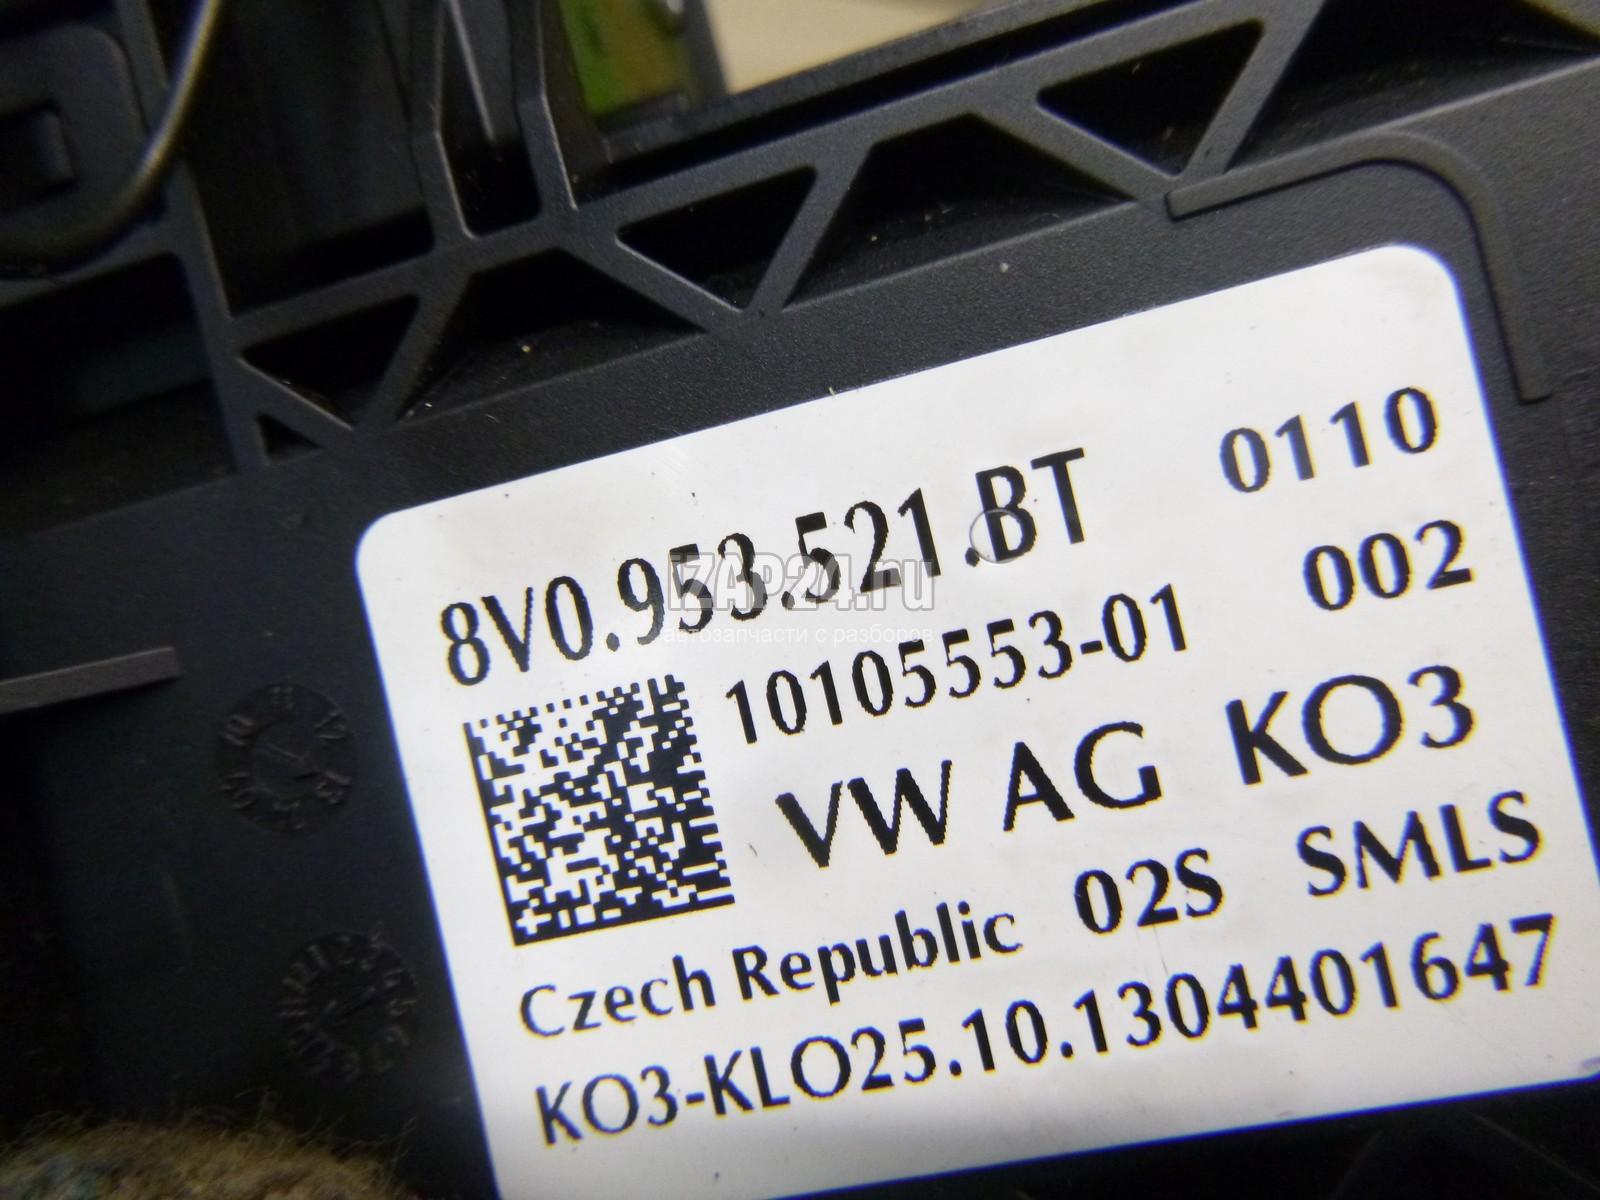 8V0.953.521.BT 0110
10105553-01 002
VW AG KO3
Czech Republic 02S SMLS
KO3-KLO25.10.1304401647
IZAP24.ru
автозапчасти с разборов